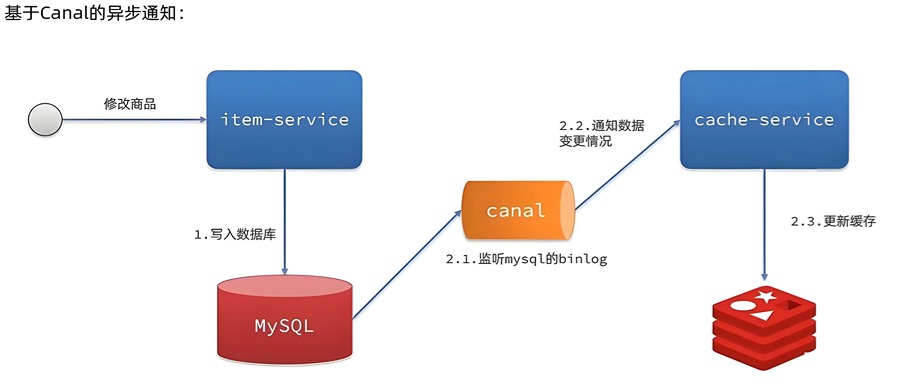 基于Canal的异步通知：
修改商品
item-service
cache-service
2.2.通知数据
变更情况
canal
1.写入数据库
2.3.更新缓存
2.1.监听mysql的binlog
MySQL